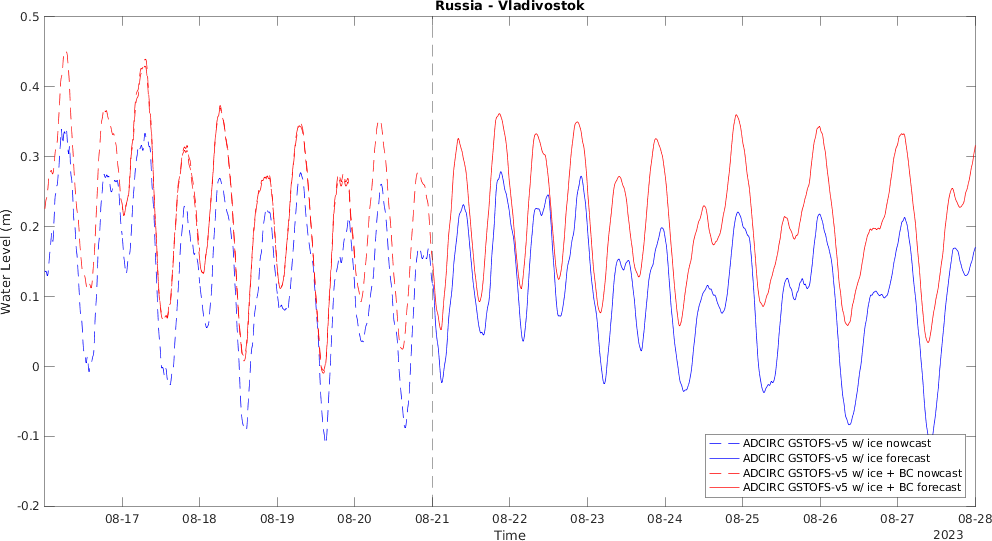 Russia - Vladivostok
Water Level (m)
0.5
0.4
0.3
0.2
0.1
0
-0.1
-0.2
ADCIRC GSTOFS-v5 w/ ice nowcast
ADCIRC GSTOFS-v5 w/ ice forecast
ADCIRC GSTOFS-v5 w/ ice + BC nowcast
ADCIRC GSTOFS-v5 w/ ice + BC forecast
08-17 08-18 08-19 08-20 08-21 08-22 08-23 08-24 08-25 08-26 08-27 08-28
Time
2023